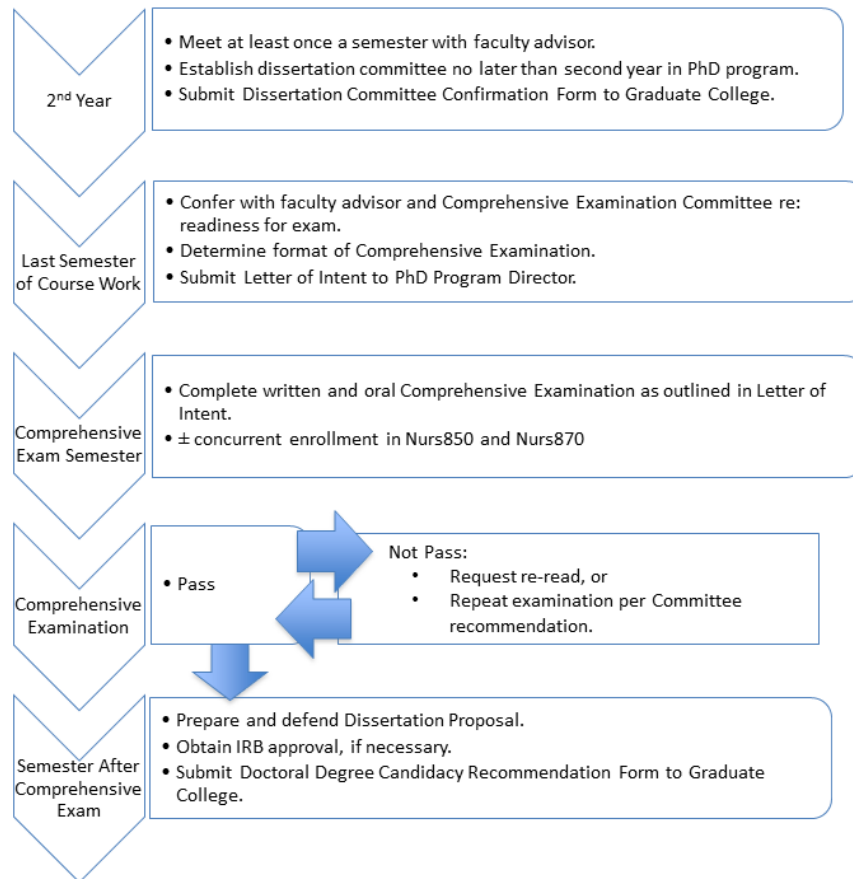 2nd Year
• Meet at least once a semester with faculty advisor.
• Establish dissertation committee no later than second year in PhD program.
• Submit Dissertation Committee Confirmation Form to Graduate College.
Last Semester
of Course Work
• Confer with faculty advisor and Comprehensive Examination Committee re:
readiness for exam.
• Determine format of Comprehensive Examination.
• Submit Letter of Intent to PhD Program Director.
Comprehensive
Exam Semester
• Complete written and oral Comprehensive Examination as outlined in Letter of
Intent.
• ± concurrent enrollment in Nurs850 and Nurs870
Comprehensive
Examination
• Pass
Not Pass:
• Request re-read, or
• Repeat examination per Committee
recommendation.
Semester After
Comprehensive
Exam
• Prepare and defend Dissertation Proposal.
• Obtain IRB approval, if necessary.
• Submit Doctoral Degree Candidacy Recommendation Form to Graduate
College.